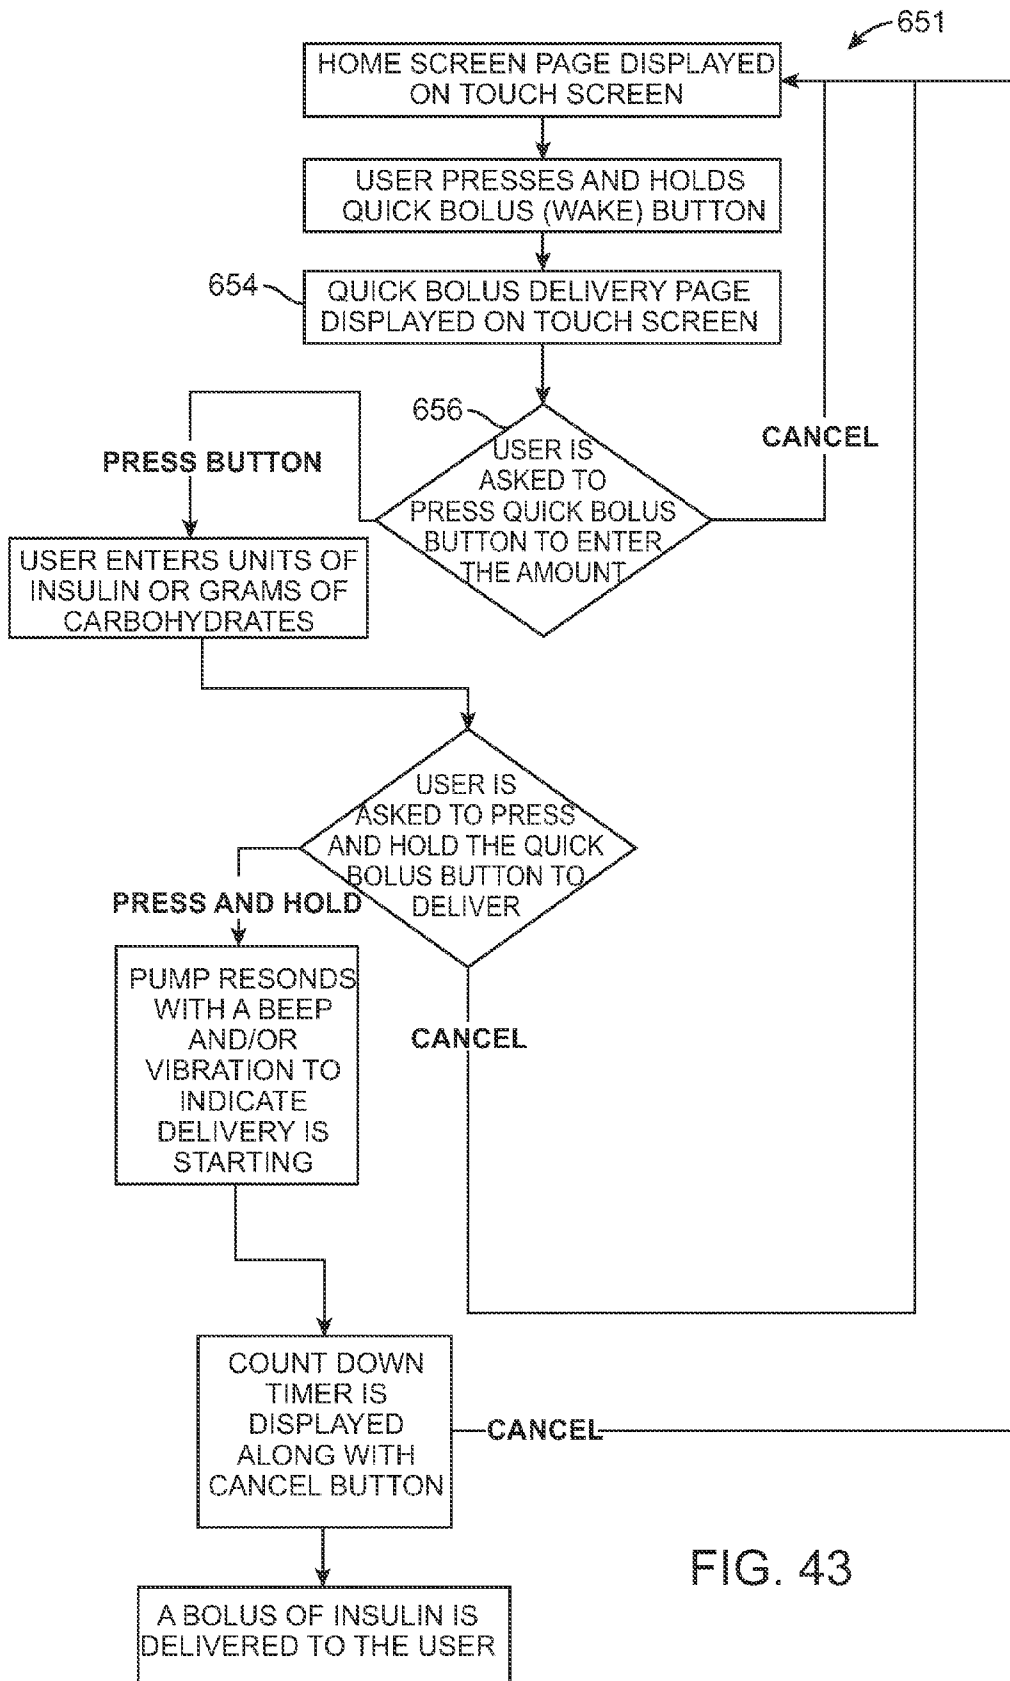 651
HOME SCREEN PAGE DISPLAYED
ON TOUCH SCREEN
USER PRESSES AND HOLDS
QUICK BOLUS (WAKE) BUTTON
654
QUICK BOLUS DELIVERY PAGE
DISPLAYED ON TOUCH SCREEN
656
USER IS
ASKED TO
PRESS QUICK BOLUS
BUTTON TO ENTER
THE AMOUNT
CANCEL
PRESS BUTTON
USER ENTERS UNITS OF
INSULIN OR GRAMS OF
CARBOHYDRATES
USER IS
ASKED TO PRESS
AND HOLD THE QUICK
BOLUS BUTTON TO
DELIVER
PRESS AND HOLD
CANCEL
PUMP RESONDS
WITH A BEEP
AND/OR
VIBRATION TO
INDICATE
DELIVERY IS
STARTING
COUNT DOWN
TIMER IS
DISPLAYED
ALONG WITH
CANCEL BUTTON
CANCEL
A BOLUS OF INSULIN IS
DELIVERED TO THE USER
FIG. 43